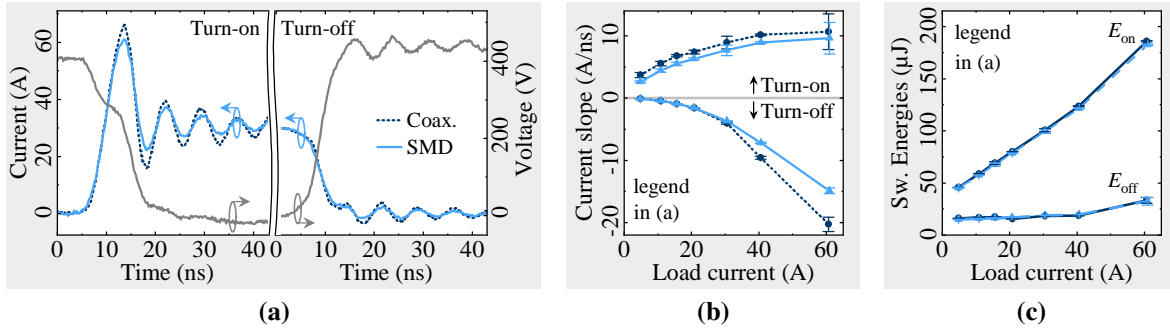 Turn-on
Turn-off
60
40
20
0
Current (A)
0
10
20
30
40
0
10
20
30
40
Time (ns)
Time (ns)
400
200
0
Voltage (V)
Coax.
SMD
(a)
10
0
-10
-20
Current slope (A/ns)
Turn-on
Turn-off
legend
in (a)
0
20
40
60
Load current (A)
(b)
200
150
100
50
0
Sw. Energies (μJ)
legend
in (a)
Eon
Eoff
0
20
40
60
Load current (A)
(c)